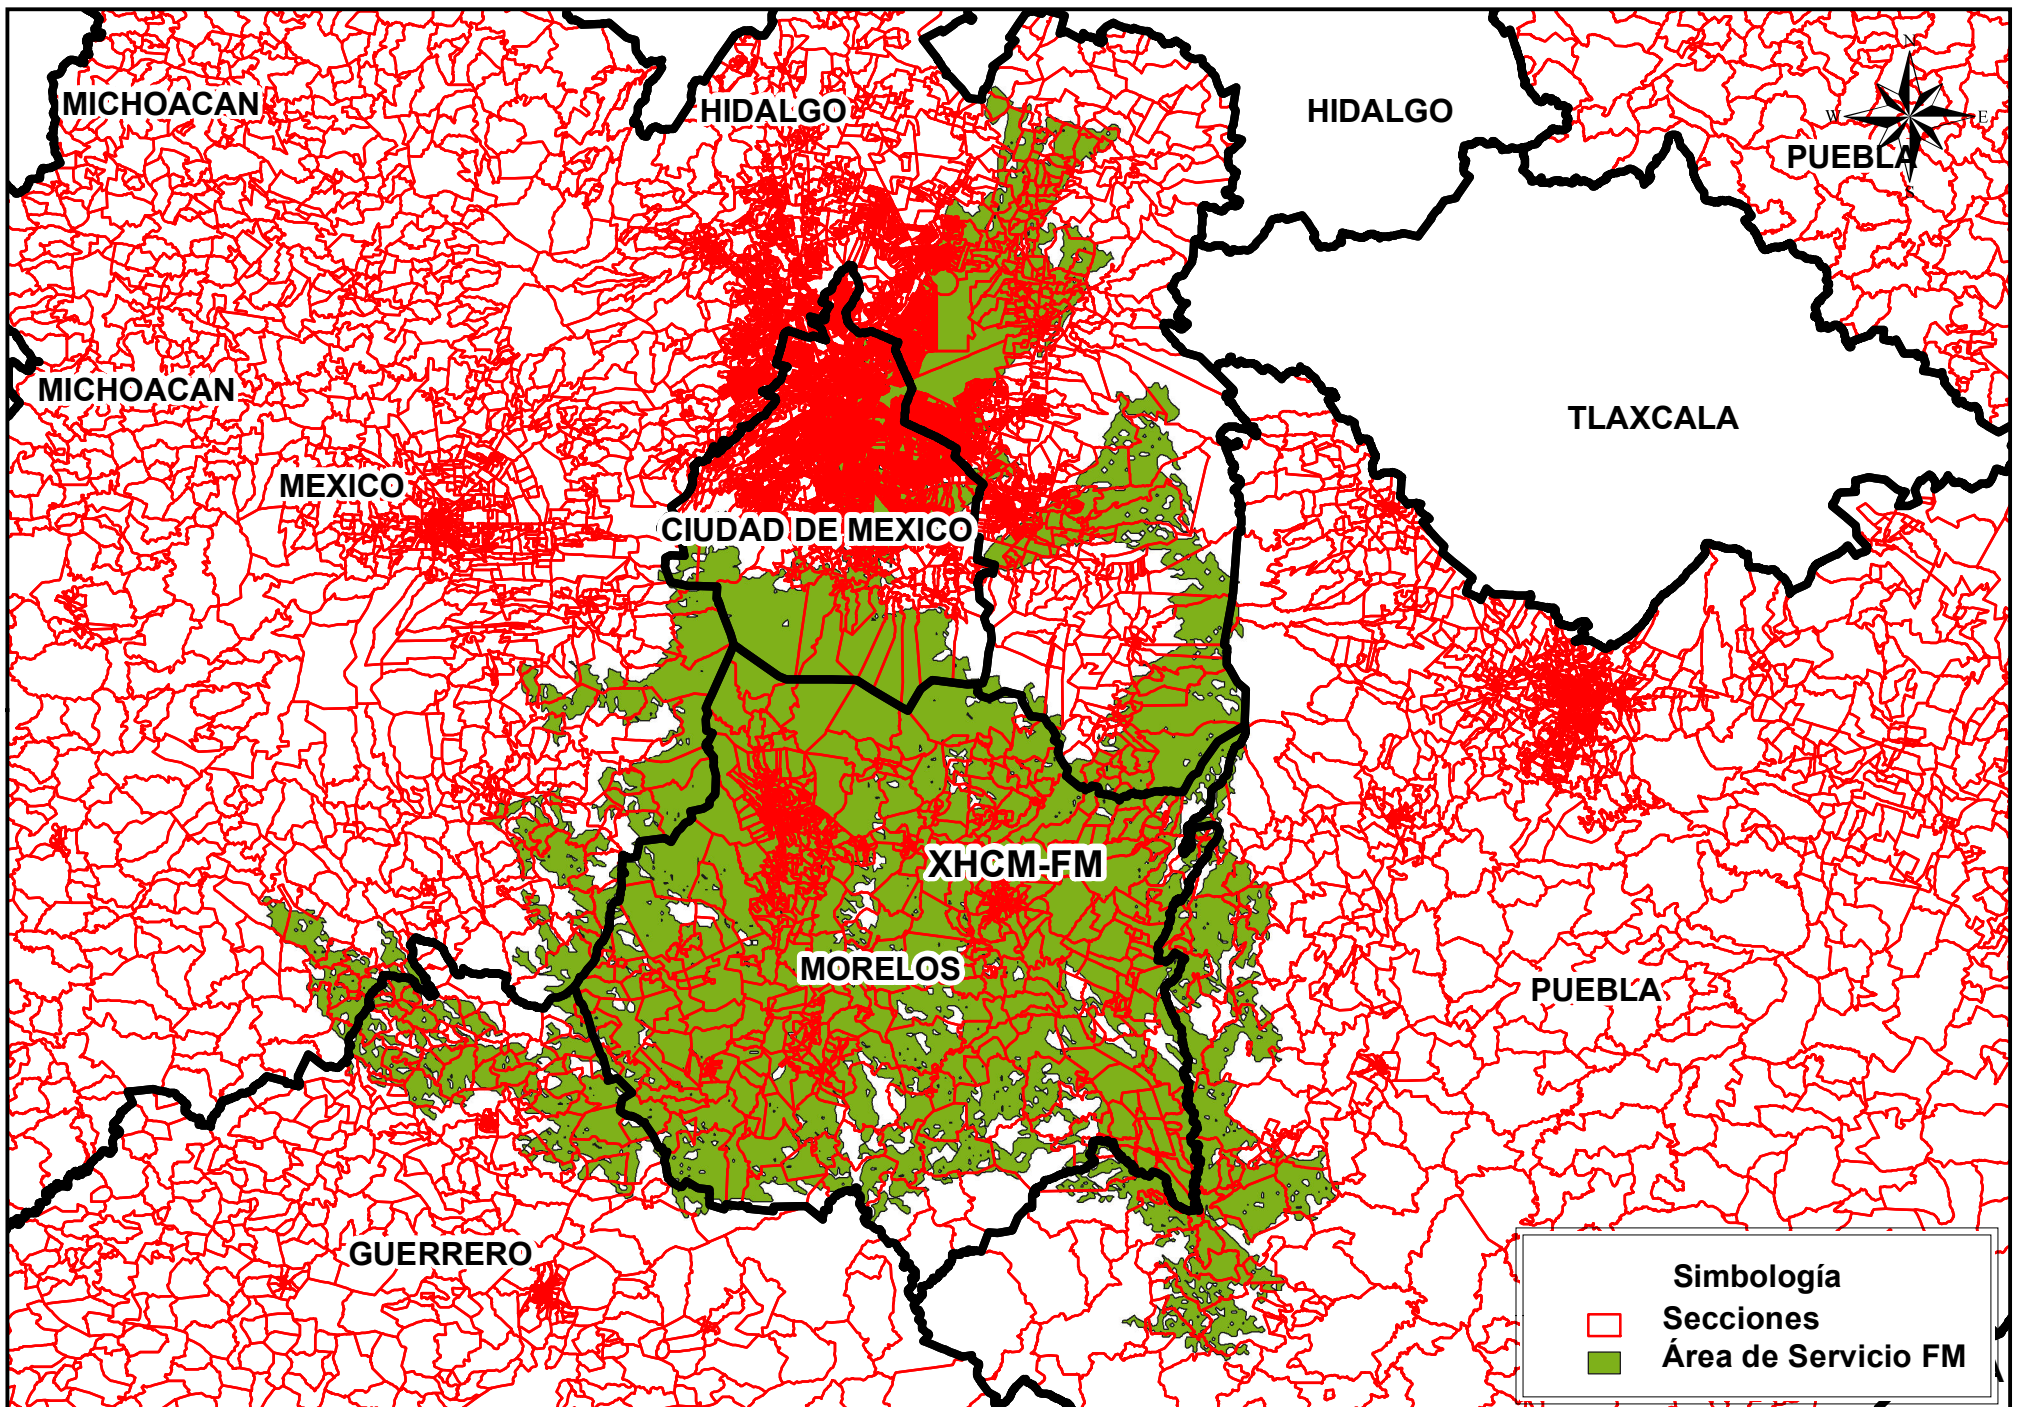 N
MICHOACAN
HIDALGO
HIDALGO
W
E
PUEBLA
S
MICHOACAN
TLAXCALA
MEXICO
CIUDAD DE MEXICO
XHCM-FM
MORELOS
PUEBLA
GUERRERO
Simbología
Secciones
Área de Servicio FM